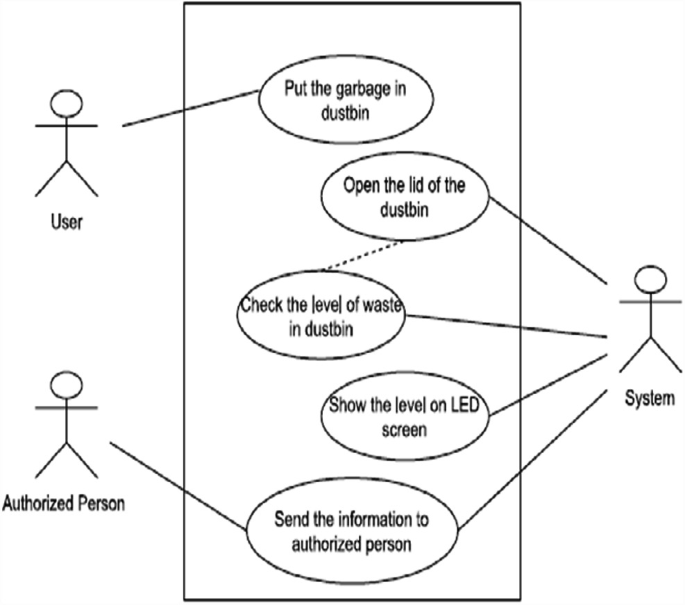 Put the garbage in
dustbin
User
Open the lid of the
dustbin
Check the level of waste
in dustbin
System
Show the level on LED
screen
Authorized Person
Send the information to
authorized person